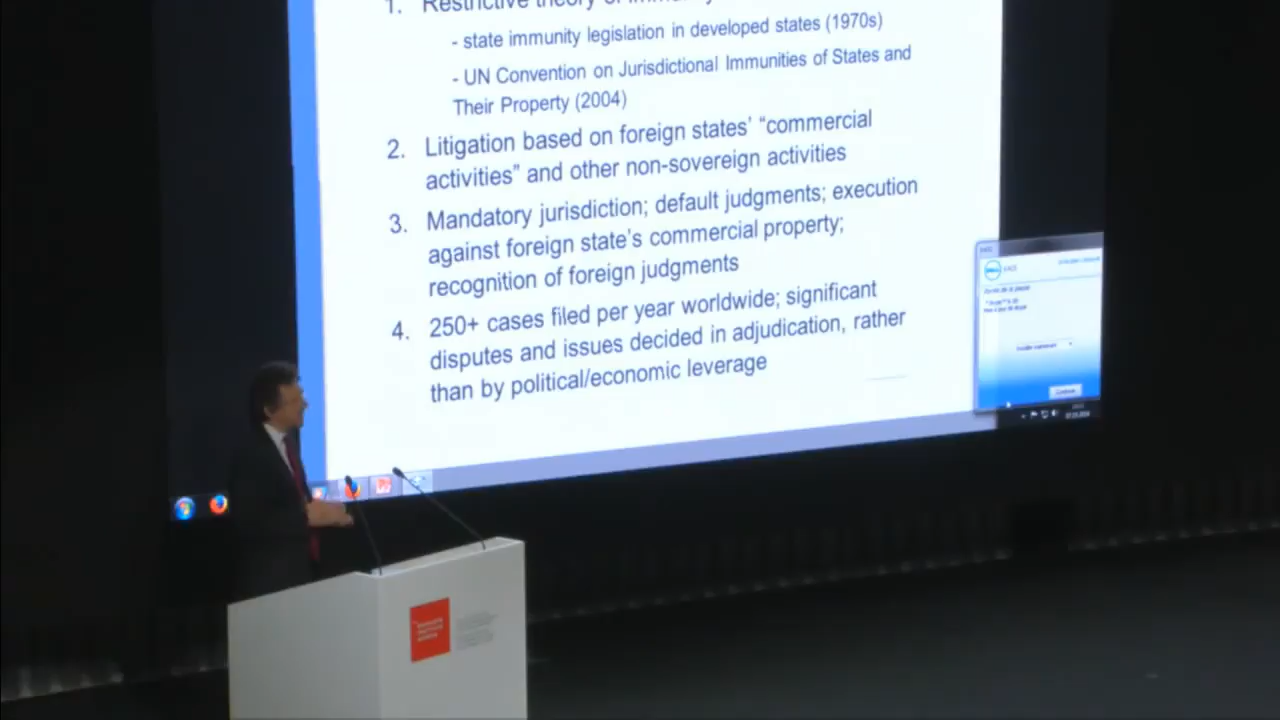 1. Restrictive theory of
- state immunity legislation in developed states (1970s)
- UN Convention on Jurisdictional Immunities of States and
Their Property (2004)
2. Litigation based on foreign states’ “commercial
activities” and other non-sovereign activities
3. Mandatory jurisdiction; default judgments; execution
against foreign state’s commercial property;
recognition of foreign judgments
4. 250+ cases filed per year worldwide; significant
disputes and issues decided in adjudication, rather
than by political/economic leverage
DELL